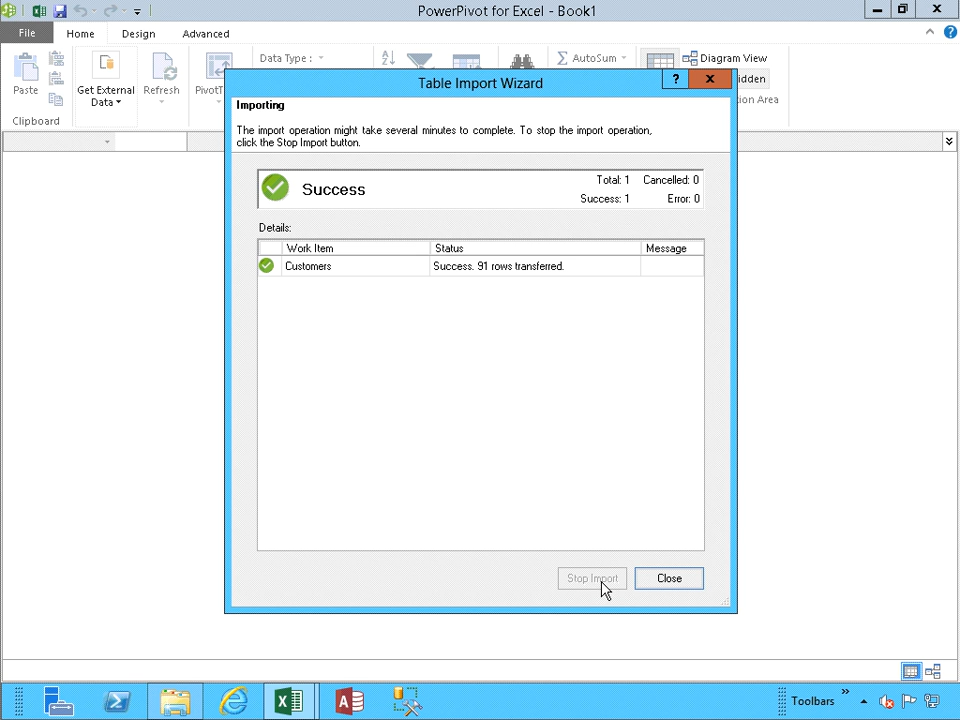 PowerPivot for Excel - Book1
File Home Design Advanced
Paste
Get External
Data
Refresh
Data Type :
AutoSum
Diagram View
Clipboard
Table Import Wizard
?
Importing
The import operation might take several minutes to complete. To stop the import operation,
click the Stop Import button.
Success
Total: 1 Cancelled: 0
Success: 1 Error: 0
Details:
Work Item Status Message
Customers Success. 91 rows transferred.
Stop Import Close
Toolbars